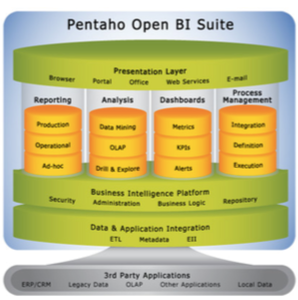 Pentaho Open BI Suite
Presentation Layer
Browser Portal Office Web Services E-mail
Reporting Analysis Dashboards Process Management
Production Data Mining Metrics Integration
Operational OLAP KPIs Definition
Ad-hoc Drill & Explore Alerts Execution
Business Intelligence Platform
Security Administration Business Logic Repository
Data & Application Integration
ETL Metadata EII
3rd Party Applications
ERP/CRM Legacy Data OLAP Other Applications Local Data